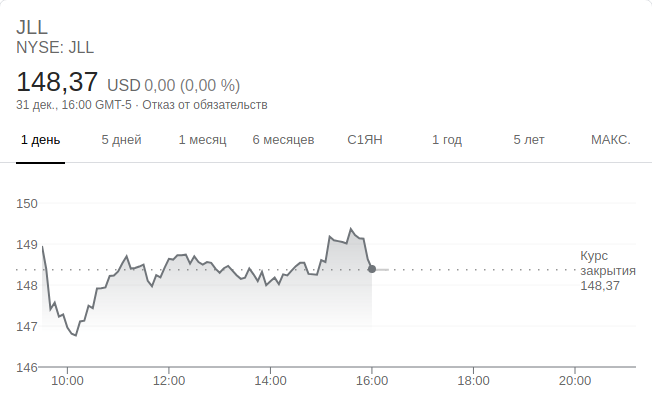 JLL
NYSE: JLL
148,37 USD 0,00 (0,00 %)
31 дек., 16:00 GMT-5 · Отказ от обязательств
1 день 5 дней 1 месяц 6 месяцев С1ЯН 1 год 5 лет МАКС.
150
149
Курс
закрытия
148,37
148
147
146
10:00 12:00 14:00 16:00 18:00 20:00